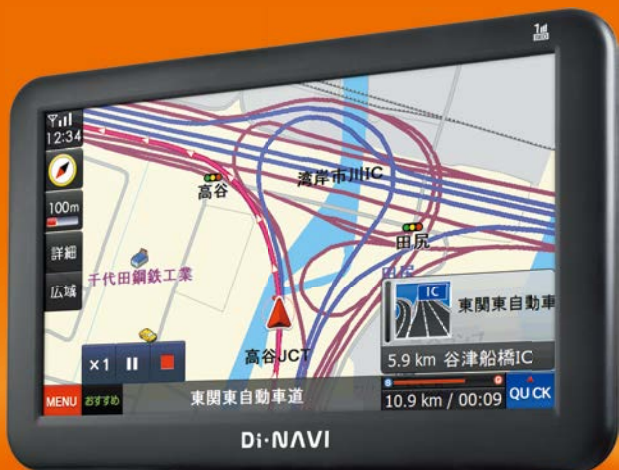 12:34
100m
詳細
広域
高谷
湾岸市川IC
田尻
田尻
千代田鋼鉄工業
高谷JCT
IC
東関東自動車
5.9 km 谷津船橋IC
×1
MENU
おすすめ
東関東自動車道
10.9 km / 00:09
QUICK
Di·NAVI